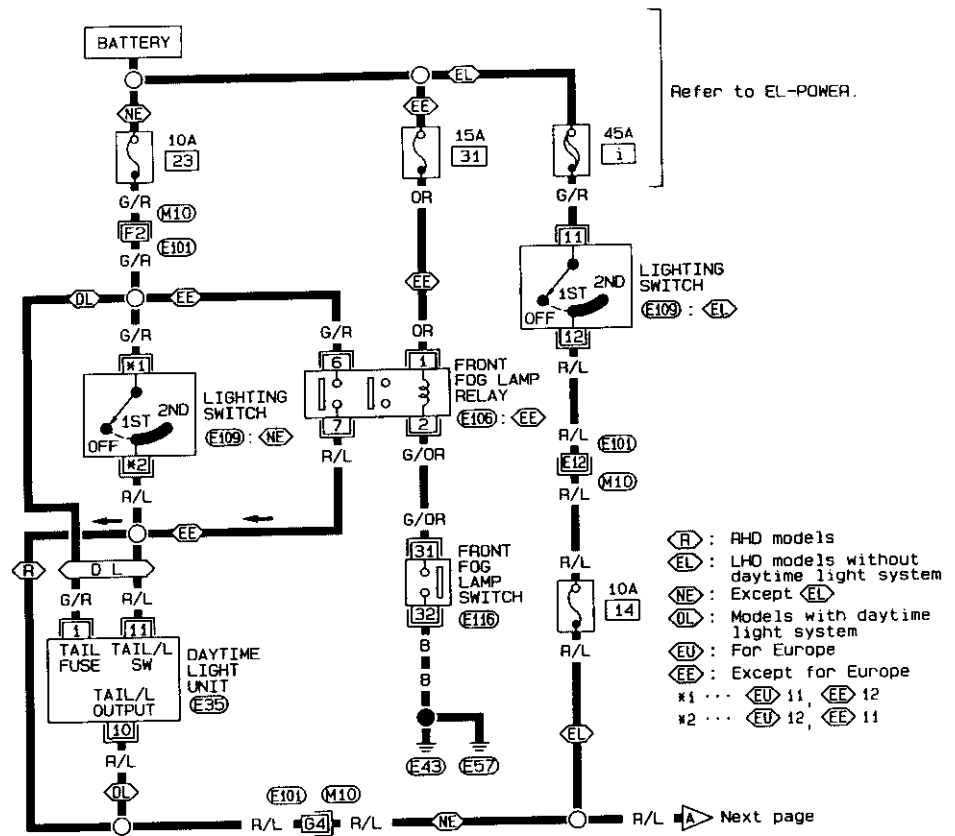 BATTERY
EL
Refer to EL-POWER.
NE
EE
10A
23
15A
31
45A
i
G/R
OR
G/R
M10
F2
E101
G/R
11
LIGHTING
SWITCH
E109 : EL
OFF 1ST 2ND
12
DL
EE
EE
G/R
G/R
OR
R/L
*1
6
1
FRONT
FOG LAMP
RELAY
E106 : EE
LIGHTING
SWITCH
E109 : NE
OFF 1ST 2ND
*2
7
2
R/L
E101
E12
M10
R/L
R/L
R/L
G/OR
G/OR
EE
31
FRONT
FOG
LAMP
SWITCH
E116
32
R/L
10A
14
R/L
R
DL
G/R
R/L
1
11
TAIL
FUSE
TAIL/L
SW
TAIL/L
OUTPUT
DAYTIME
LIGHT
UNIT
E35
10
B
B
E43
E57
R/L
DL
EL
R : RHD models
EL : LHD models without
daytime light system
NE : Except EL
DL : Models with daytime
light system
EU : For Europe
EE : Except for Europe
*1 ··· EU 11, EE 12
*2 ··· EU 12, EE 11
E101
M10
R/L
G4
R/L
NE
R/L
A
Next page